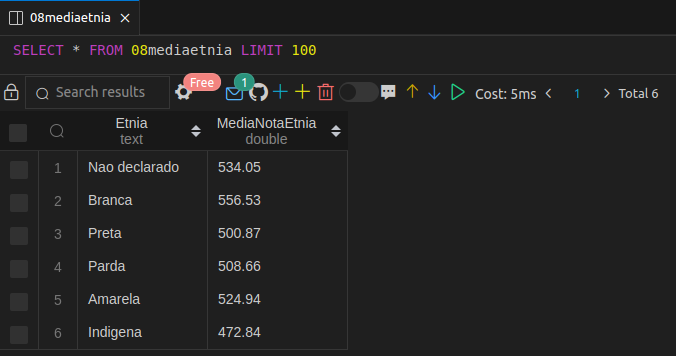 08mediaetnia
SELECT * FROM 08mediaetnia LIMIT 100
Search results Free 1 Cost: 5ms 1 Total 6
Etnia MediaNotaEtnia
text double
1 Nao declarado 534.05
2 Branca 556.53
3 Preta 500.87
4 Parda 508.66
5 Amarela 524.94
6 Indigena 472.84